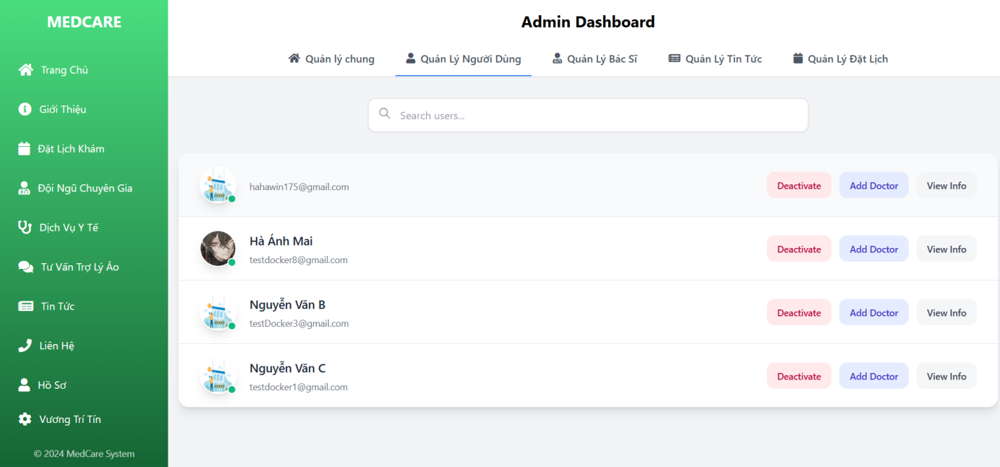 MEDCARE
Trang Chủ
Giới Thiệu
Đặt Lịch Khám
Đội Ngũ Chuyên Gia
Dịch Vụ Y Tế
Tư Vấn Trợ Lý Ảo
Tin Tức
Liên Hệ
Hồ Sơ
Vương Trí Tín
© 2024 MedCare System
Admin Dashboard
Quản lý chung Quản Lý Người Dùng Quản Lý Bác Sĩ Quản Lý Tin Tức Quản Lý Đặt Lịch
Search users...
hahawin175@gmail.com
Deactivate Add Doctor View Info
Hà Ánh Mai
testdocker8@gmail.com
Deactivate Add Doctor View Info
Nguyễn Văn B
testDocker3@gmail.com
Deactivate Add Doctor View Info
Nguyễn Văn C
testdocker1@gmail.com
Deactivate Add Doctor View Info
404
404
404